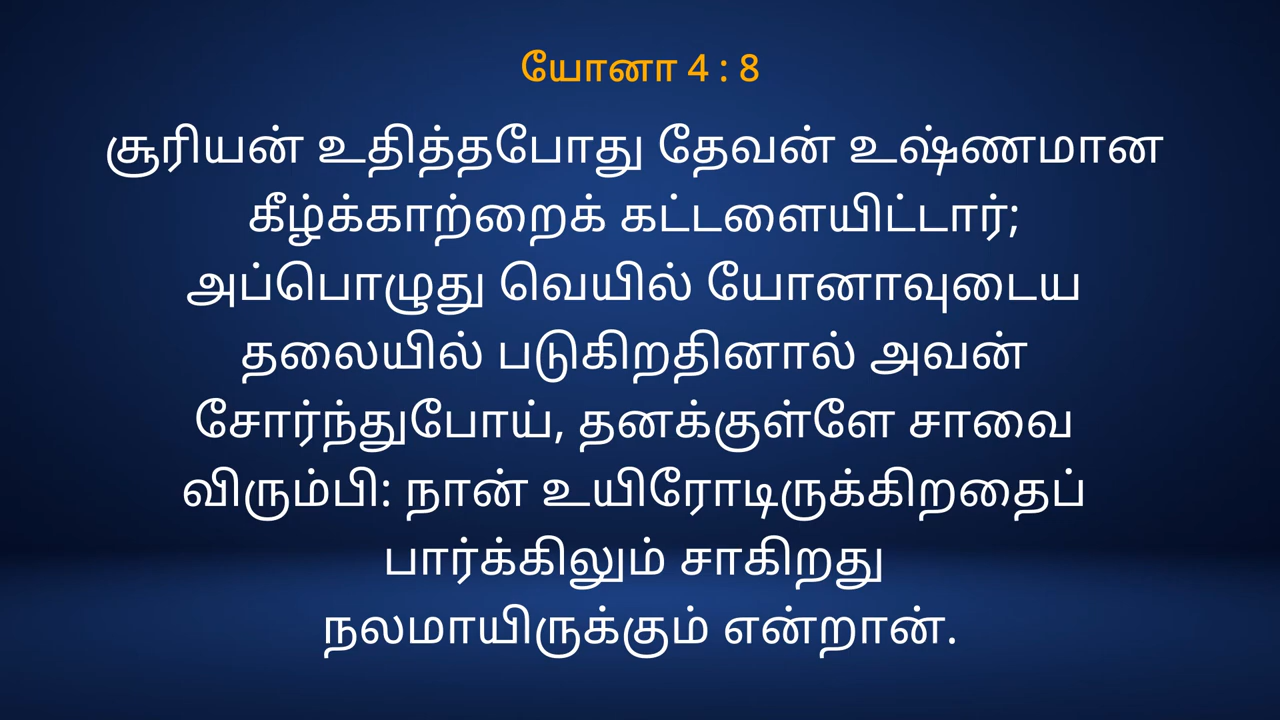 யோனா 4 : 8
சூரியன் உதித்தபோது தேவன் உஷ்ணமான
கீழ்க்காற்றைக் கட்டளையிட்டார்;
அப்பொழுது வெயில் யோனாவுடைய
தலையில் படுகிறதினால் அவன்
சோர்ந்துபோய், தனக்குள்ளே சாவை
விரும்பி: நான் உயிரோடிருக்கிறதைப்
பார்க்கிலும் சாகிறது
நலமாயிருக்கும் என்றான்.